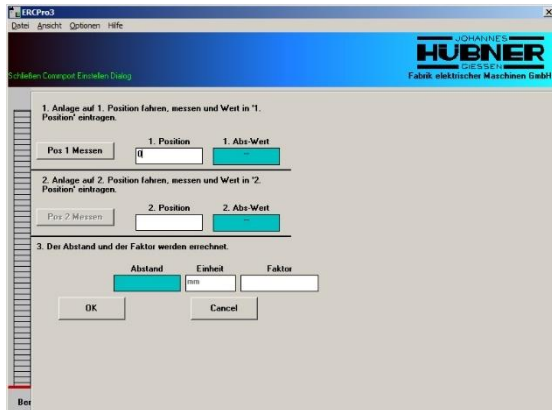 ERCPro3
Datei Ansicht Optionen Hilfe
JOHANNES
HÜBNER
GIESSEN
Fabrik elektrischer Maschinen GmbH
Schließen Commport Einstellen Dialog
1. Anlage auf 1. Position fahren, messen und Wert in '1.
Position' eintragen.
1. Position 1. Abs-Wert
Pos 1 Messen 0 --
2. Anlage auf 2. Position fahren, messen und Wert in '2.
Position' eintragen.
2. Position 2. Abs-Wert
Pos 2 Messen --
3. Der Abstand und der Faktor werden errechnet.
Abstand Einheit Faktor
mm
OK Cancel
Ber